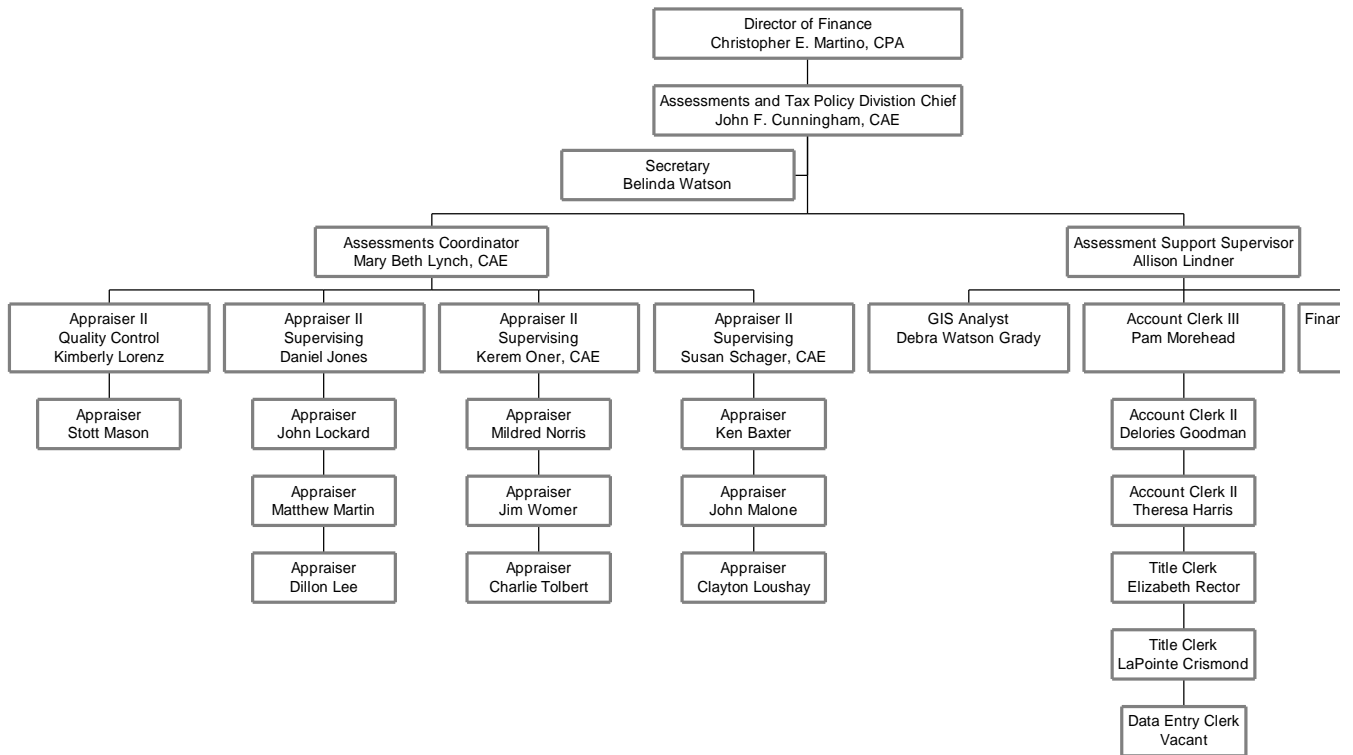 Director of Finance
Christopher E. Martino, CPA
Assessments and Tax Policy Divistion Chief
John F. Cunningham, CAE
Secretary
Belinda Watson
Assessments Coordinator
Mary Beth Lynch, CAE
Assessment Support Supervisor
Allison Lindner
Appraiser II
Quality Control
Kimberly Lorenz
Appraiser II
Supervising
Daniel Jones
Appraiser II
Supervising
Kerem Oner, CAE
Appraiser II
Supervising
Susan Schager, CAE
GIS Analyst
Debra Watson Grady
Account Clerk III
Pam Morehead
Appraiser
Stott Mason
Appraiser
John Lockard
Appraiser
Mildred Norris
Appraiser
Ken Baxter
Account Clerk II
Delories Goodman
Appraiser
Matthew Martin
Appraiser
Jim Womer
Appraiser
John Malone
Account Clerk II
Theresa Harris
Appraiser
Dillon Lee
Appraiser
Charlie Tolbert
Appraiser
Clayton Loushay
Title Clerk
Elizabeth Rector
Title Clerk
LaPointe Crismond
Data Entry Clerk
Vacant